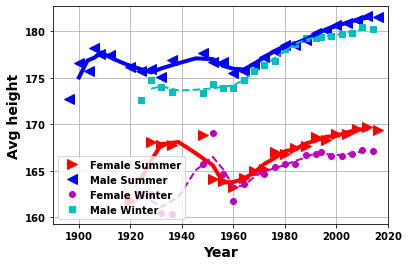 Avg height
180
175
170
165
160
Female Summer
Male Summer
Female Winter
Male Winter
1900 1920 1940 1960 1980 2000 2020
Year